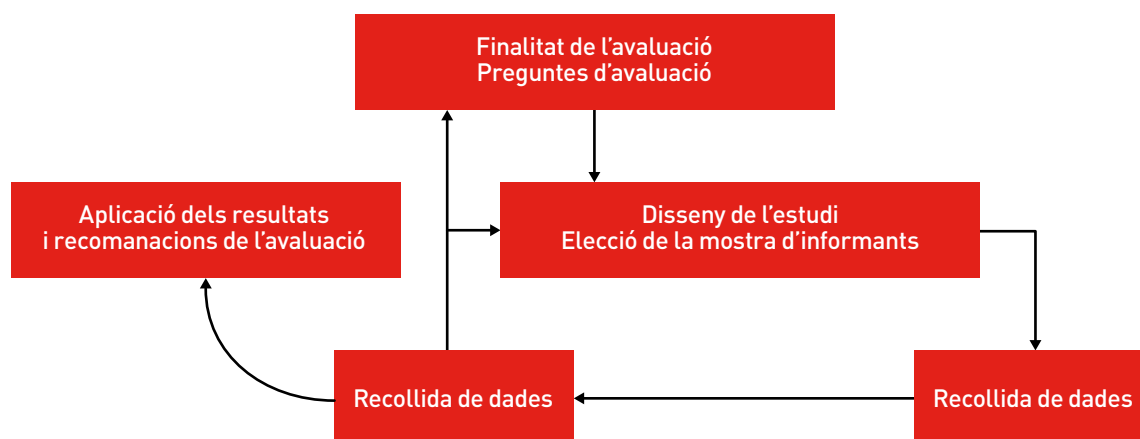 Finalitat de l’avaluació
Preguntes d’avaluació
Aplicació dels resultats
i recomanacions de l’avaluació
Disseny de l’estudi
Elecció de la mostra d’informants
Recollida de dades
Recollida de dades